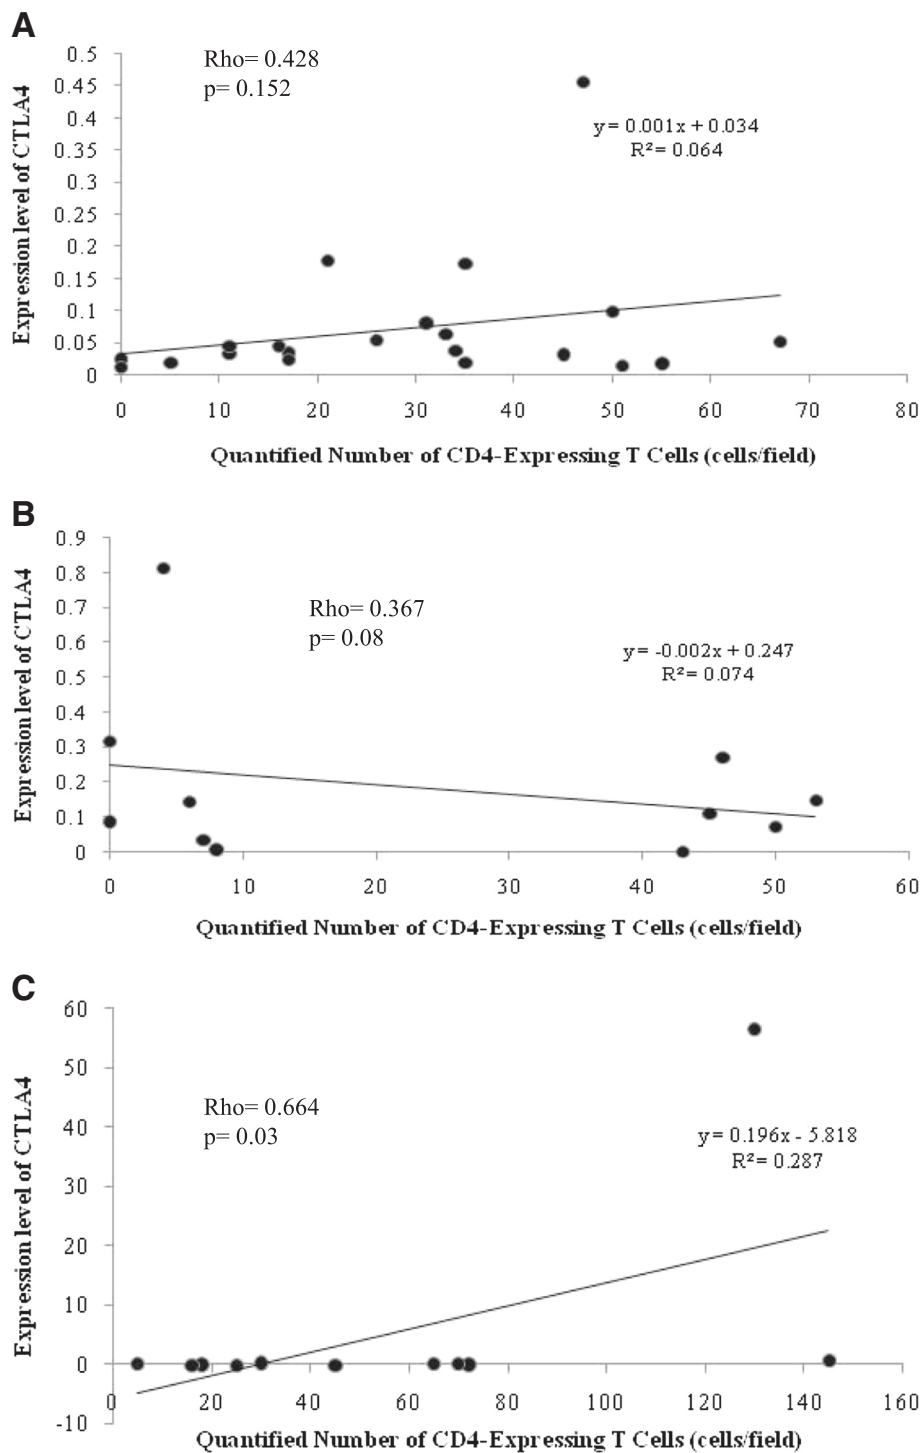 A
Rho= 0.428
p= 0.152
y = 0.001x + 0.034
R² = 0.064
Expression level of CTLA4
0.5
0.45
0.4
0.35
0.3
0.25
0.2
0.15
0.1
0.05
0
0 10 20 30 40 50 60 70 80
Quantified Number of CD4-Expressing T Cells (cells/field)
B
Rho= 0.367
p= 0.08
y = -0.002x + 0.247
R² = 0.074
Expression level of CTLA4
0.9
0.8
0.7
0.6
0.5
0.4
0.3
0.2
0.1
0
0 10 20 30 40 50 60
Quantified Number of CD4-Expressing T Cells (cells/field)
C
Rho= 0.664
p= 0.03
y = 0.196x - 5.818
R² = 0.287
Expression level of CTLA4
60
50
40
30
20
10
0
-10
0 20 40 60 80 100 120 140 160
Quantified Number of CD4-Expressing T Cells (cells/field)